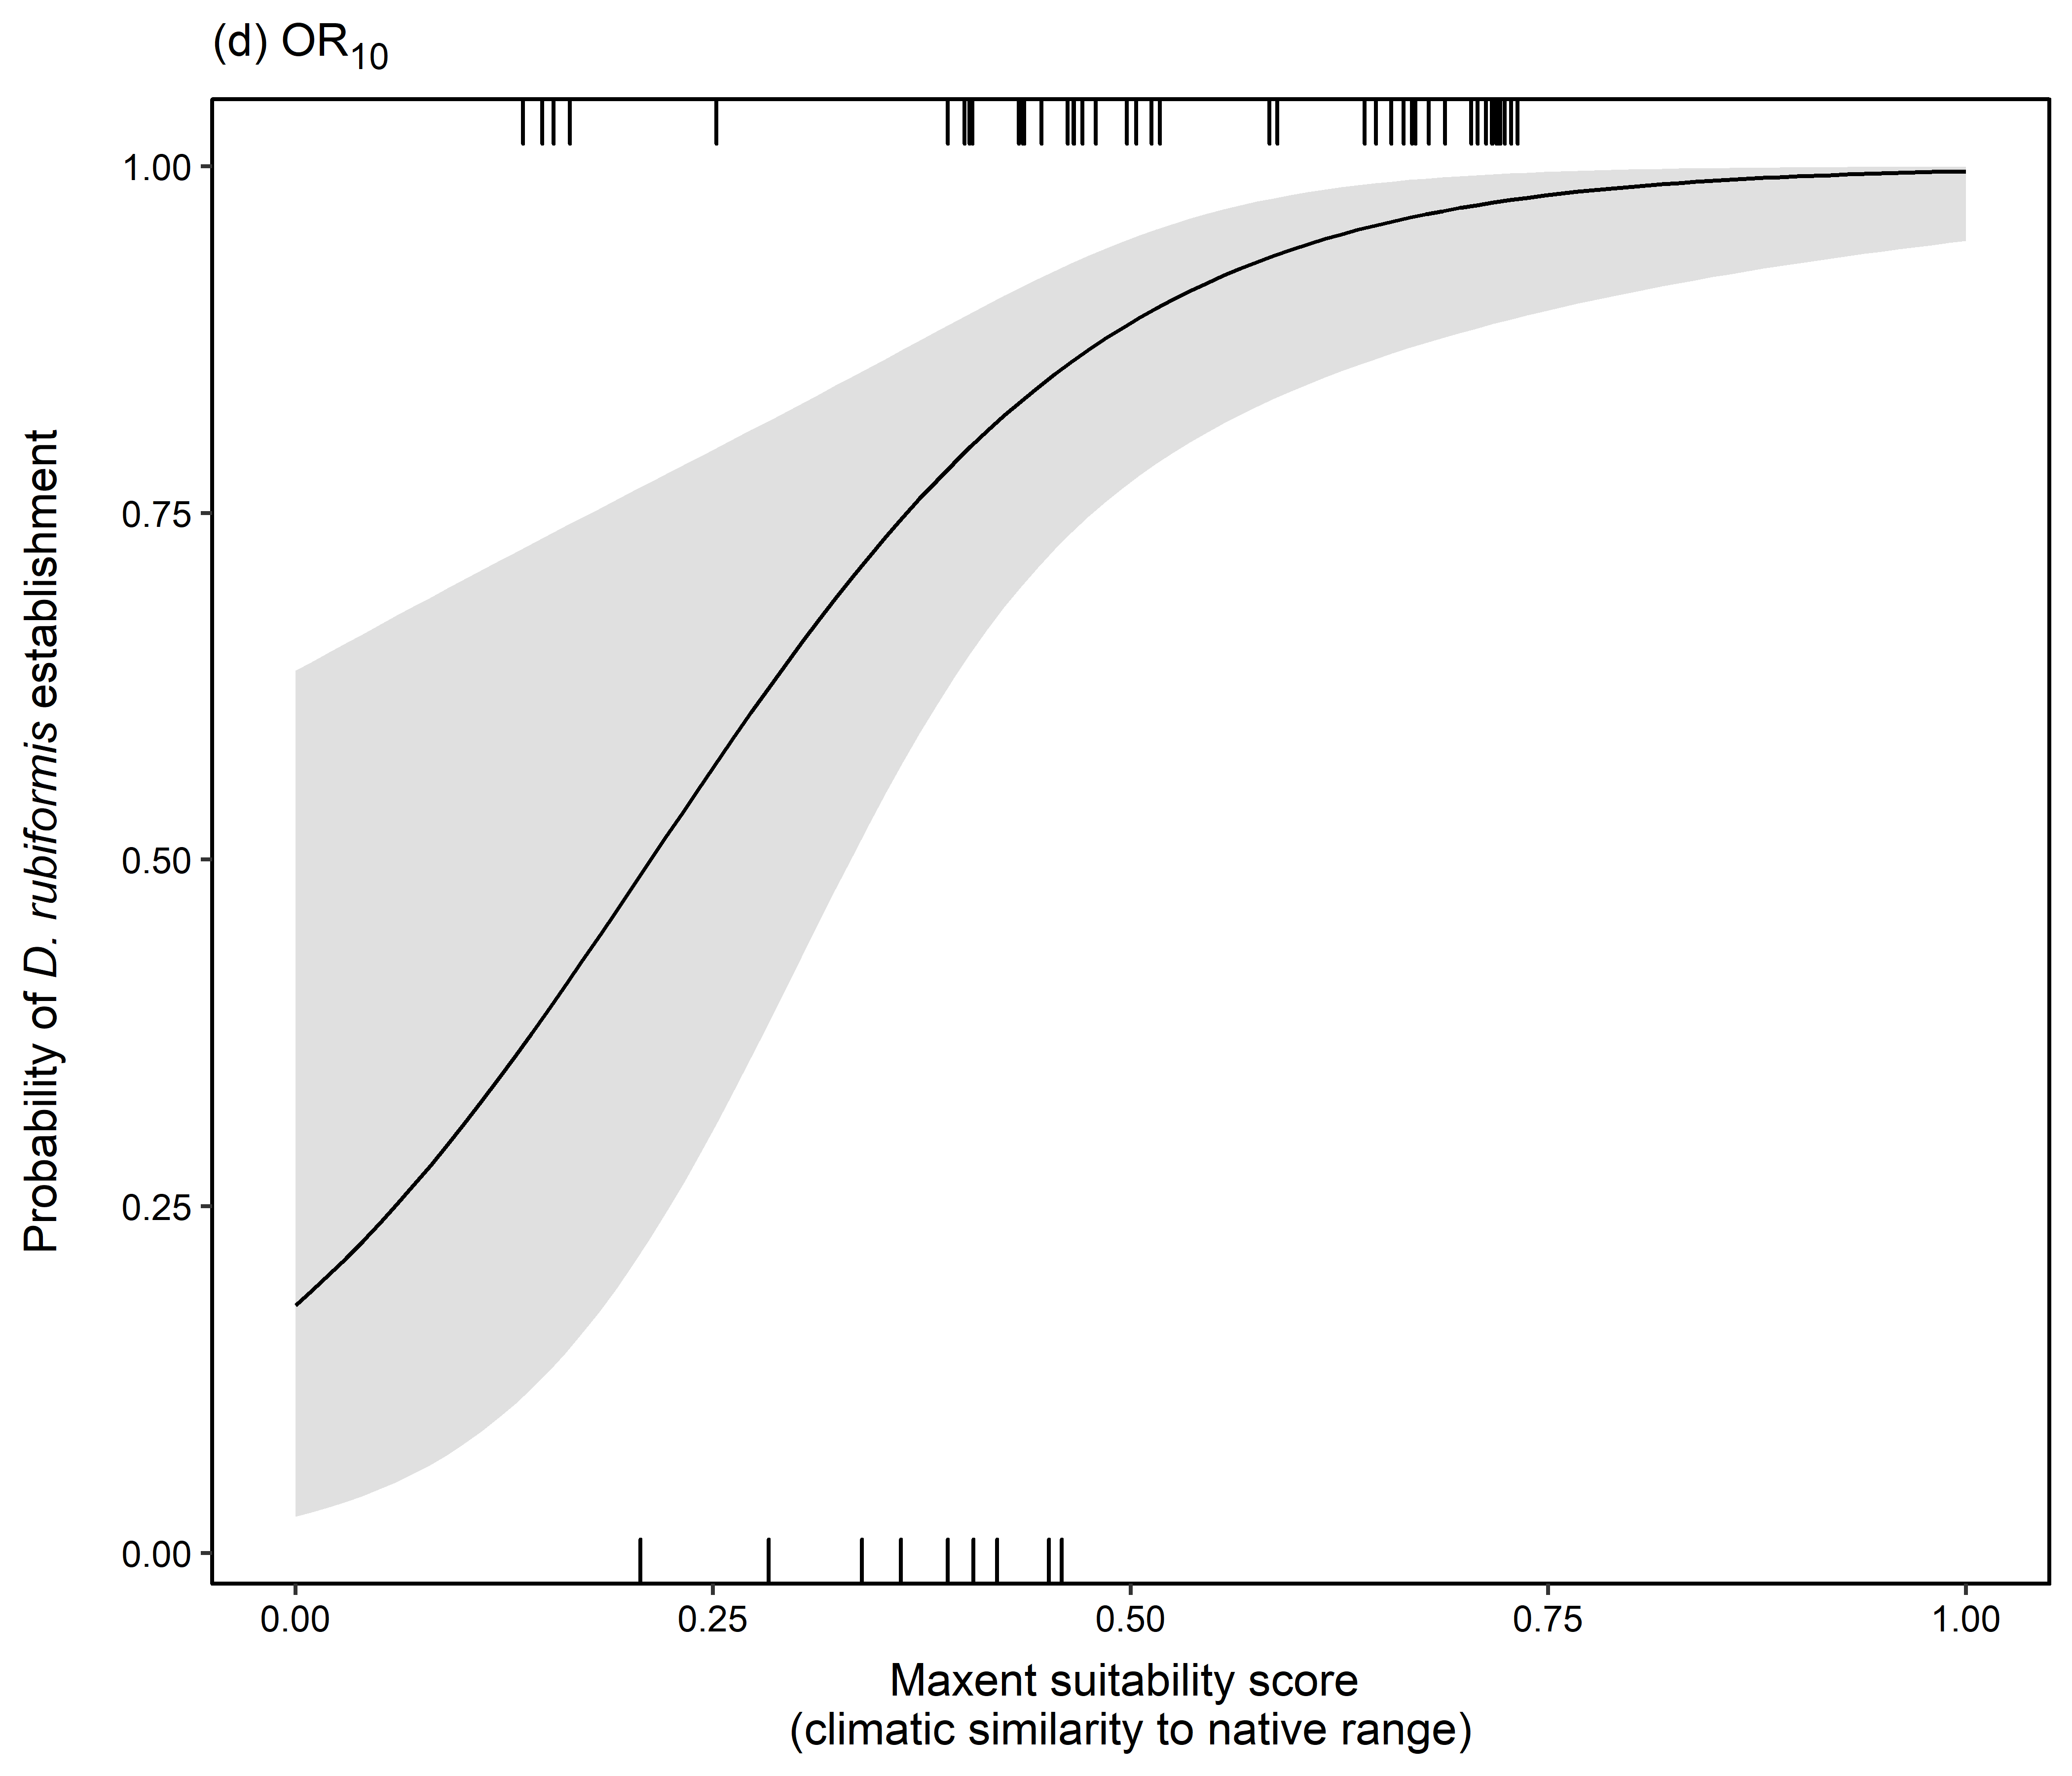 (d) OR₁₀
Probability of D. rubiformis establishment
1.00
0.75
0.50
0.25
0.00
0.00 0.25 0.50 0.75 1.00
Maxent suitability score
(climatic similarity to native range)